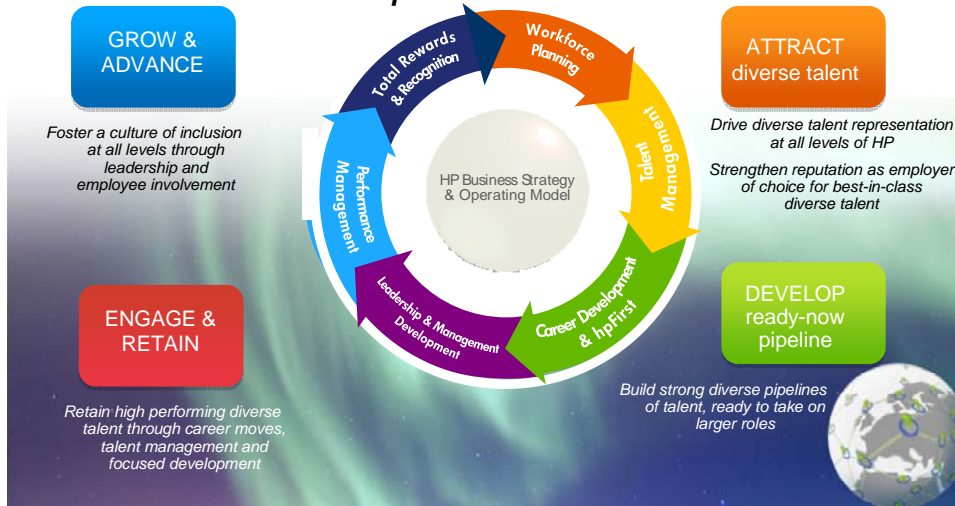 GROW &
ADVANCE
Foster a culture of inclusion
at all levels through
leadership and
employee involvement
ENGAGE &
RETAIN
Retain high performing diverse
talent through career moves,
talent management and
focused development
Total Rewards
& Recognition
Workforce
Planning
Talent
Management
Career Development
& hpFirst
Leadership & Management
Development
Performance
Management
HP Business Strategy
& Operating Model
ATTRACT
diverse talent
Drive diverse talent representation
at all levels of HP
Strengthen reputation as employer
of choice for best-in-class
diverse talent
DEVELOP
ready-now
pipeline
Build strong diverse pipelines
of talent, ready to take on
larger roles